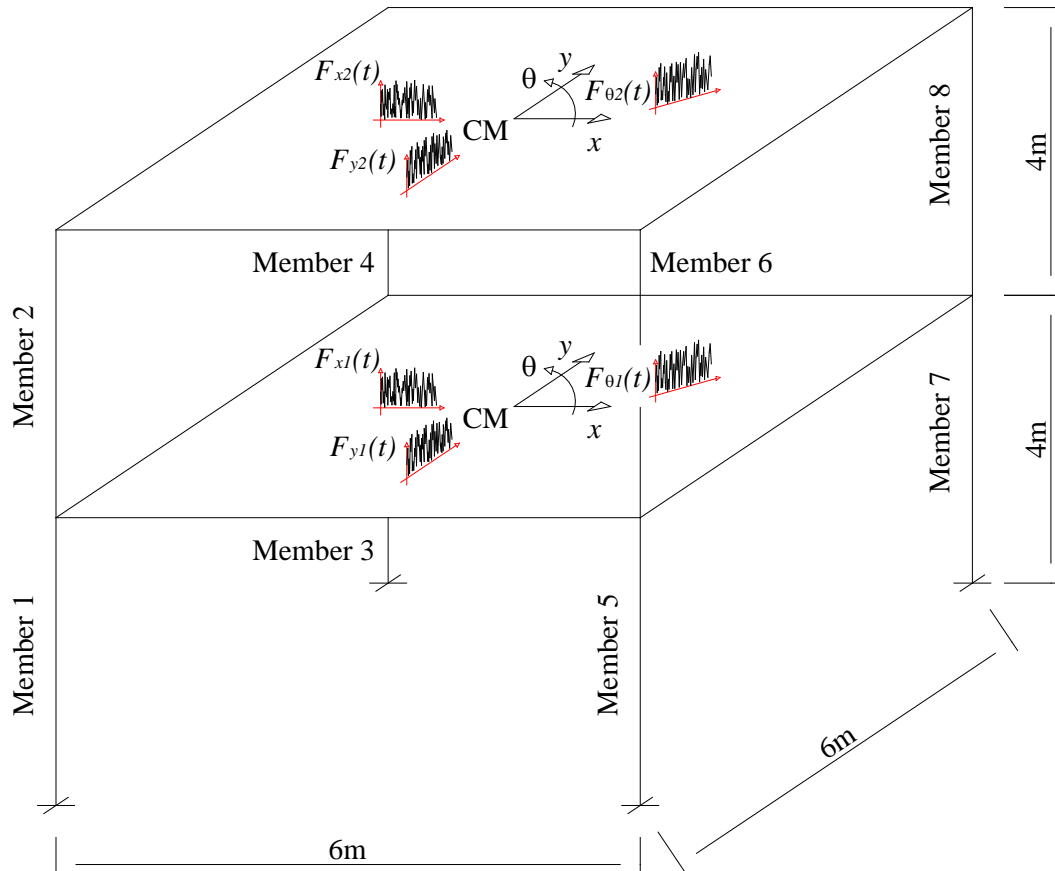 Fx2(t)
y
θ
Fθ2(t)
CM
x
Fy2(t)
Member 8
4m
Member 4
Member 6
Member 2
Fx1(t)
y
θ
Fθ1(t)
CM
x
Fy1(t)
Member 7
4m
Member 3
Member 1
Member 5
6m
6m